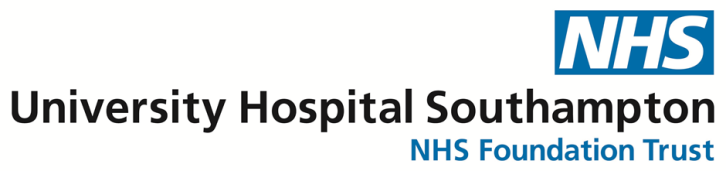 NHS
University Hospital Southampton
NHS Foundation Trust